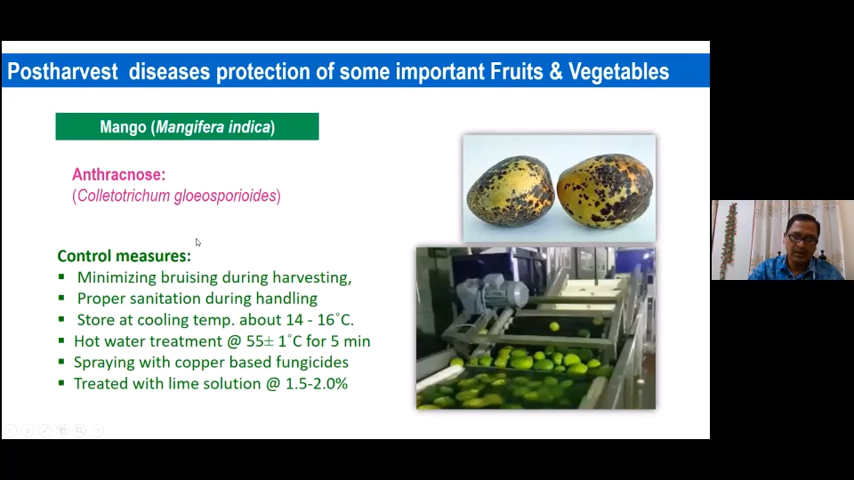 Postharvest diseases protection of some important Fruits & Vegetables
Mango (Mangifera indica)
Anthracnose:
(Colletotrichum gloeosporioides)
Control measures:
▪ Minimizing bruising during harvesting,
▪ Proper sanitation during handling
▪ Store at cooling temp. about 14 - 16°C.
▪ Hot water treatment @ 55± 1°C for 5 min
▪ Spraying with copper based fungicides
▪ Treated with lime solution @ 1.5-2.0%